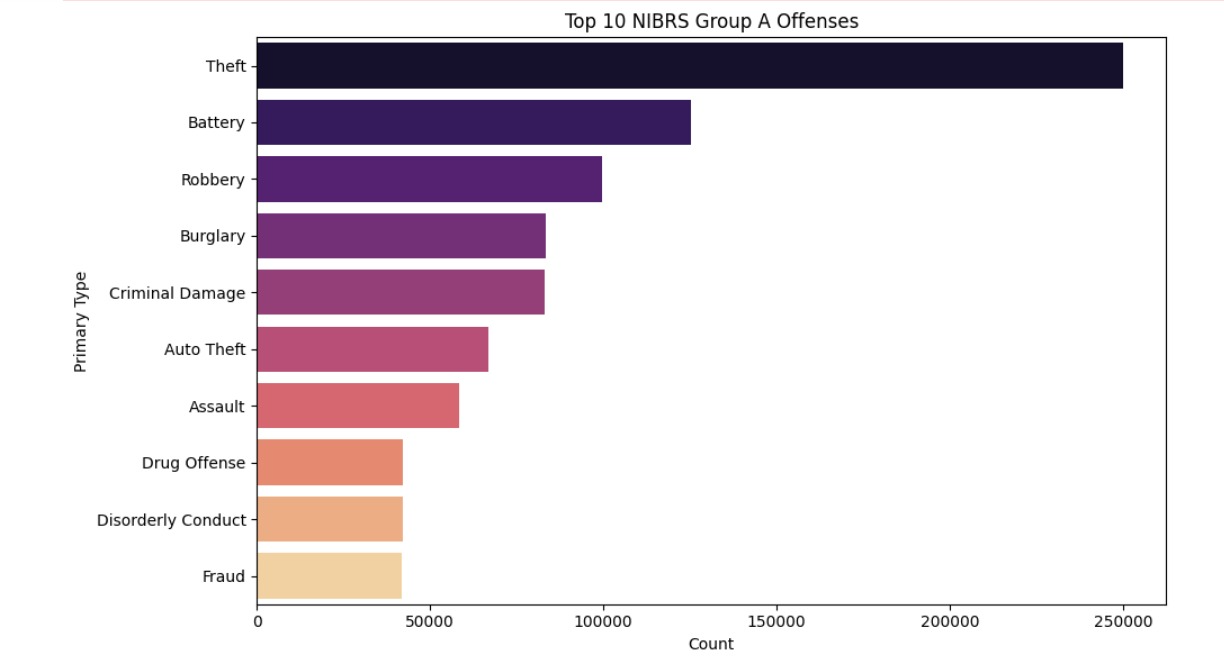 Top 10 NIBRS Group A Offenses
Primary Type
Theft
Battery
Robbery
Burglary
Criminal Damage
Auto Theft
Assault
Drug Offense
Disorderly Conduct
Fraud
0 50000 100000 150000 200000 250000
Count